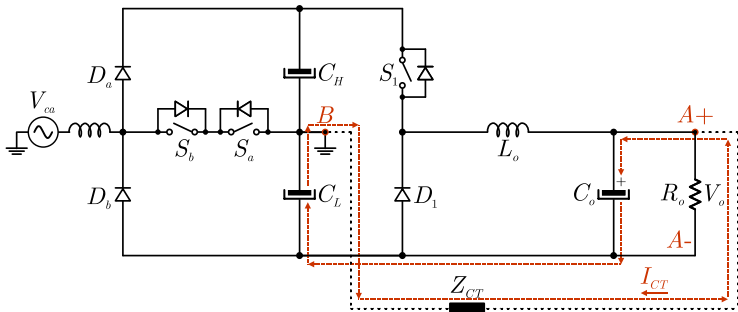 D_a
C_H
S_1
V_ca
B
A+
S_b
S_a
L_o
D_b
C_L
D_1
C_o
+
R_o
V_o
A-
I_CT
Z_CT